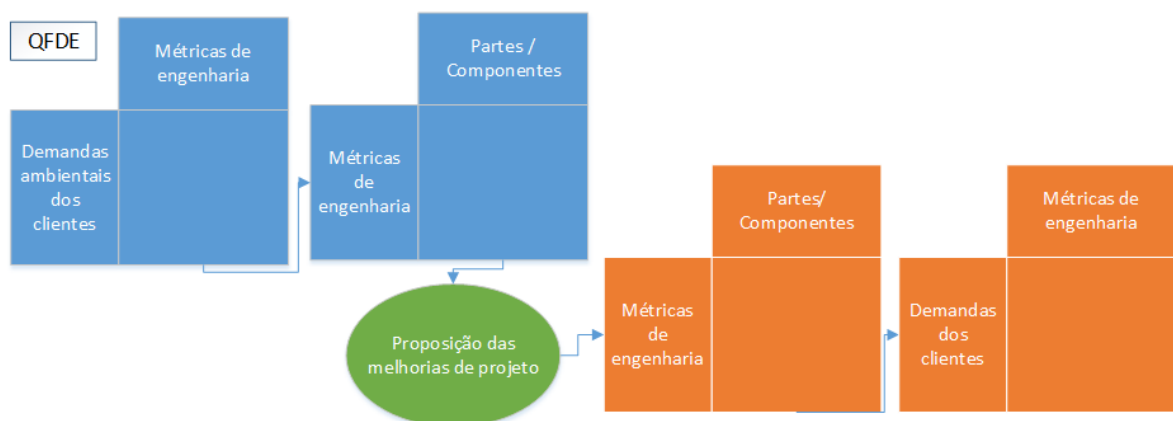 QFDE
Métricas de
engenharia
Partes /
Componentes
Demandas
ambientais
dos
clientes
Métricas
de
engenharia
Partes/
Componentes
Métricas de
engenharia
Proposição das
melhorias de projeto
Métricas
de
engenharia
Demandas
dos
clientes